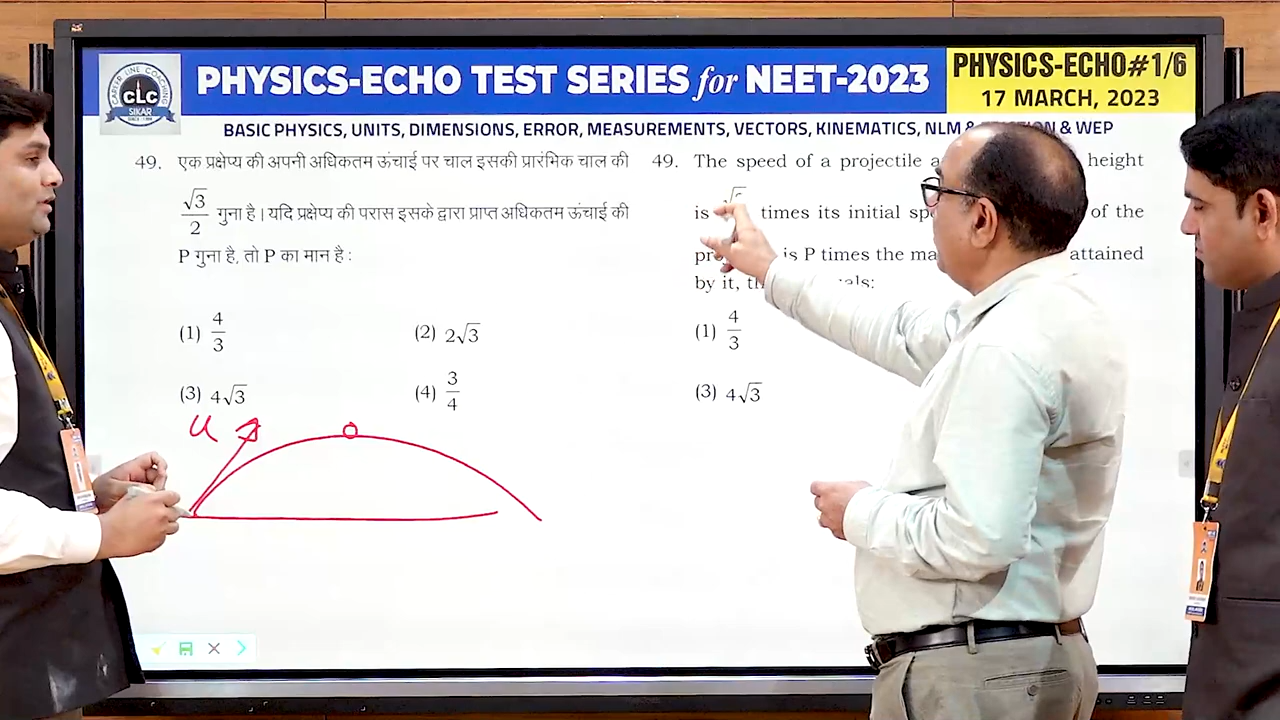 PHYSICS-ECHO TEST SERIES for NEET-2023
PHYSICS-ECHO#1/6
17 MARCH, 2023
CAREER LINE COACHING
CLC
SIKAR
BASIC PHYSICS, UNITS, DIMENSIONS, ERROR, MEASUREMENTS, VECTORS, KINEMATICS, NLM & & WEP
49. एक प्रक्षेप्य की अपनी अधिकतम ऊंचाई पर चाल इसकी प्रारंभिक चाल की
√3/2 गुना है। यदि प्रक्षेप्य की परास इसके द्वारा प्राप्त अधिकतम ऊंचाई की
P गुना है, तो P का मान है :
(1) 4/3 (2) 2√3
(3) 4√3 (4) 3/4
u
49. The speed of a projectile height
is times its initial of the
is P times the attained
by it,
(1) 4/3
(3) 4√3